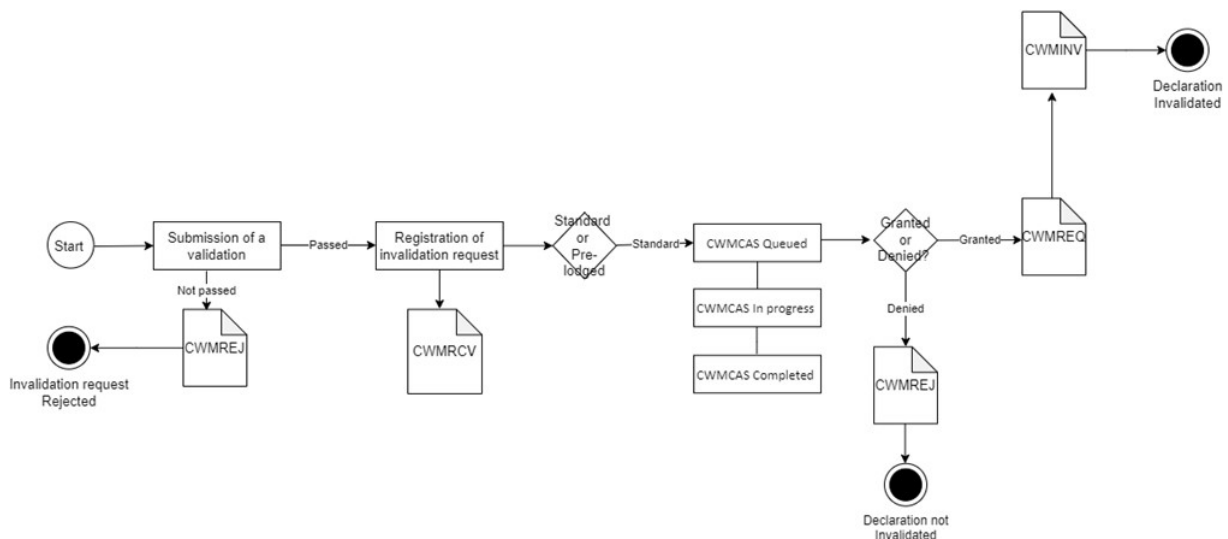 CWMINV
Declaration
Invalidated
Start
Submission of a
validation
Passed
Registration of
invalidation request
Standard
or
Pre-
lodged
Standard
CWMCAS Queued
Granted
or
Denied?
Granted
CWMREQ
Not passed
CWMREJ
Invalidation request
Rejected
CWMRCV
CWMCAS In progress
CWMCAS Completed
Denied
CWMREJ
Declaration not
Invalidated